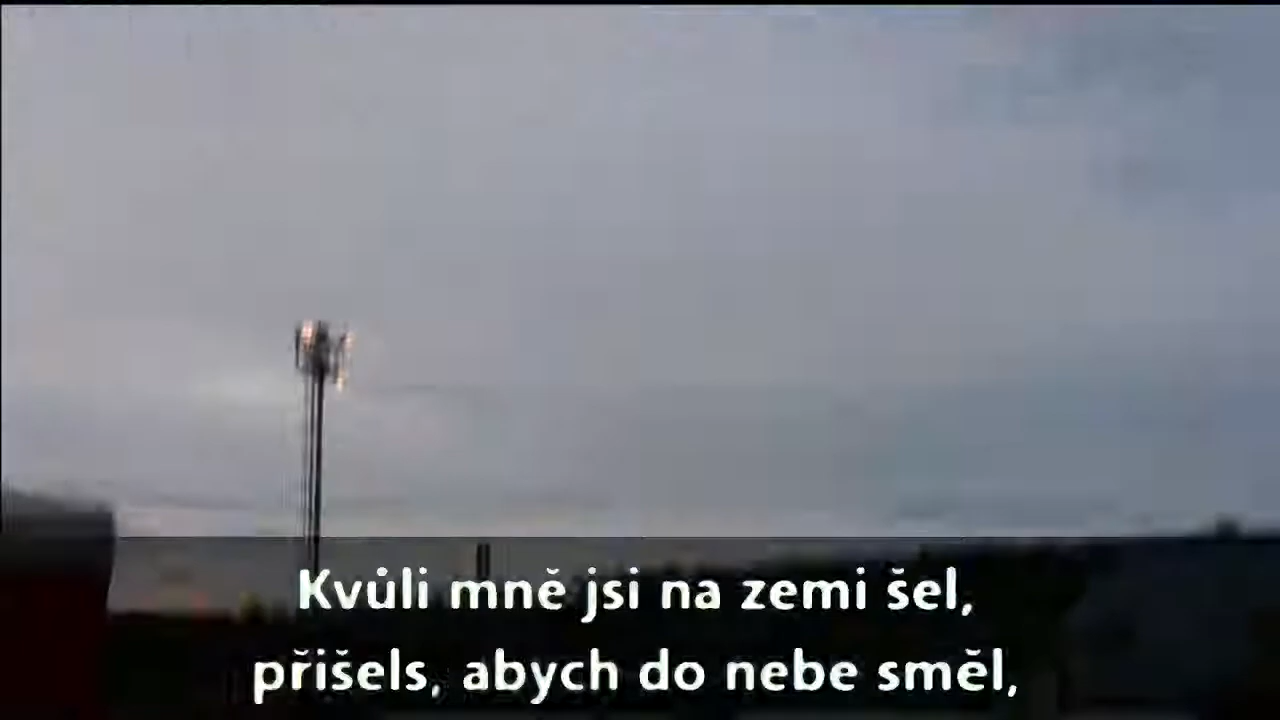 Kvůli mně jsi na zemi šel,
přišels, abych do nebe směl,